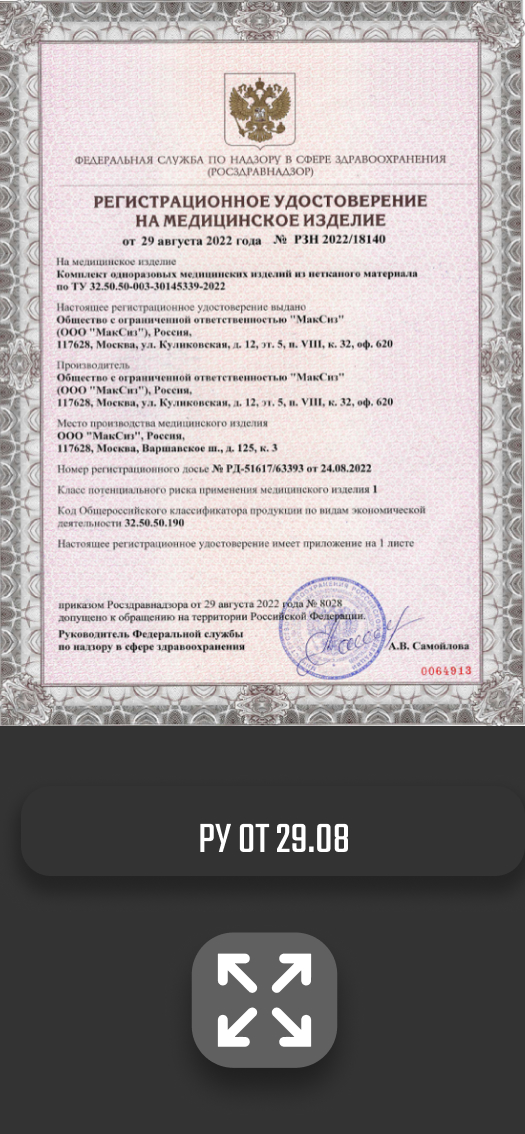 ФЕДЕРАЛЬНАЯ СЛУЖБА ПО НАДЗОРУ В СФЕРЕ ЗДРАВООХРАНЕНИЯ
(РОСЗДРАВНАДЗОР)
РЕГИСТРАЦИОННОЕ УДОСТОВЕРЕНИЕ
НА МЕДИЦИНСКОЕ ИЗДЕЛИЕ
от 29 августа 2022 года № РЗН 2022/18140
На медицинское изделие
Комплект одноразовых медицинских изделий из нетканого материала
по ТУ 32.50.50-003-30145339-2022
Настоящее регистрационное удостоверение выдано
Общество с ограниченной ответственностью "МакСиз"
(ООО "МакСиз"), Россия,
117628, Москва, ул. Куликовская, д. 12, эт. 5, п. VIII, к. 32, оф. 620
Производитель
Общество с ограниченной ответственностью "МакСиз"
(ООО "МакСиз"), Россия,
117628, Москва, ул. Куликовская, д. 12, эт. 5, п. VIII, к. 32, оф. 620
Место производства медицинского изделия
ООО "МакСиз", Россия,
117628, Москва, Варшавское ш., д. 125, к. 3
Номер регистрационного досье № РД-51617/63393 от 24.08.2022
Класс потенциального риска применения медицинского изделия 1
Код Общероссийского классификатора продукции по видам экономической
деятельности 32.50.50.190
Настоящее регистрационное удостоверение имеет приложение на 1 листе
приказом Росздравнадзора от 29 августа 2022 года № 8028
допущено к обращению на территории Российской Федерации.
Руководитель Федеральной службы
по надзору в сфере здравоохранения
А.В. Самойлова
0064913
РУ ОТ 29.08